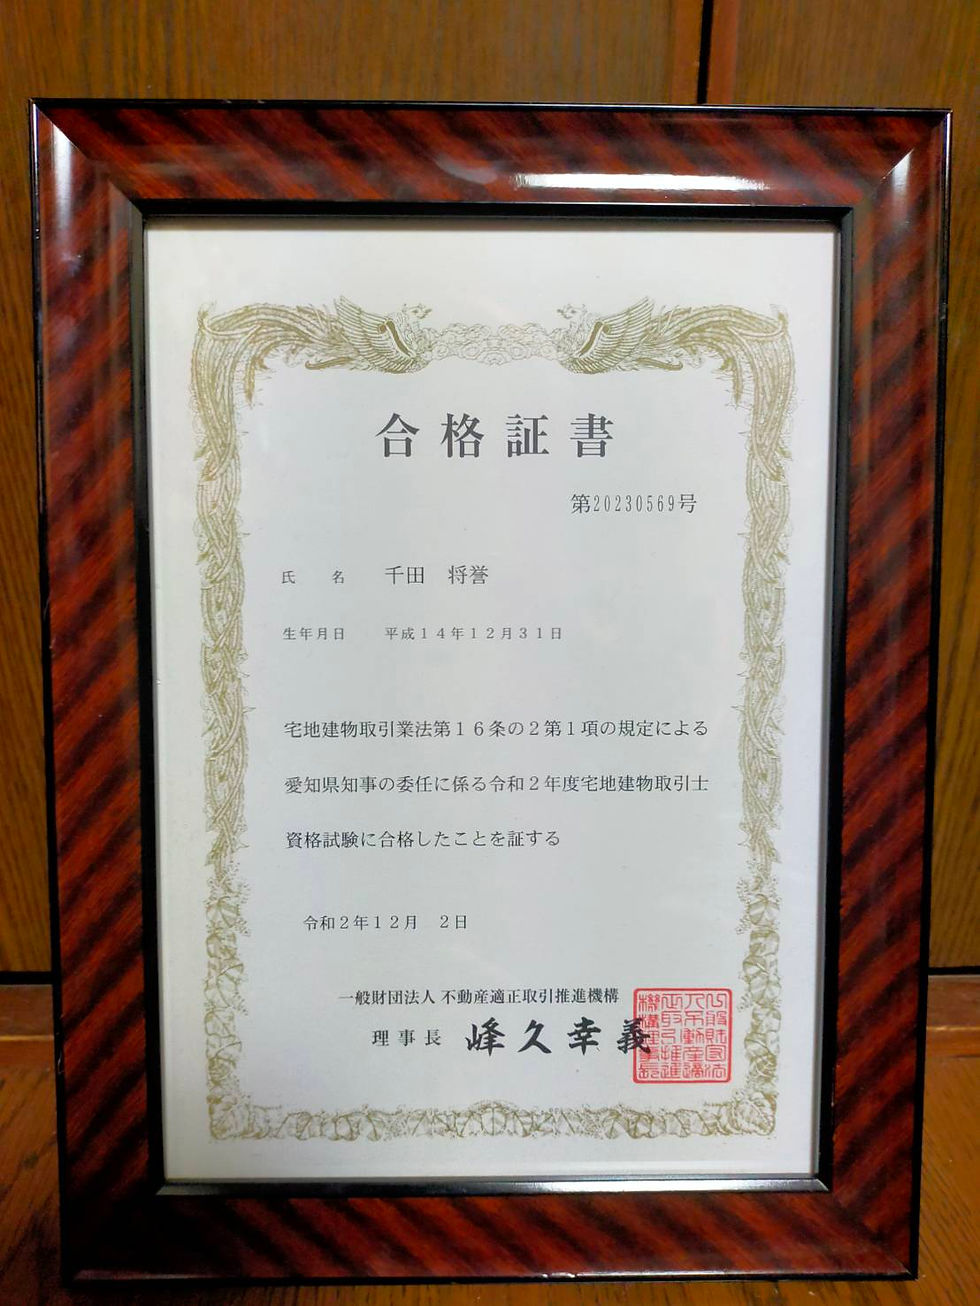 合格証書
第20230569号
氏　名　千田　将誉
生年月日　平成１４年１２月３１日
宅地建物取引業法第１６条の２第１項の規定による
愛知県知事の委任に係る令和２年度宅地建物取引士
資格試験に合格したことを証する
令和２年１２月　２日
一般財団法人 不動産適正取引推進機構
理事長　峰久幸義